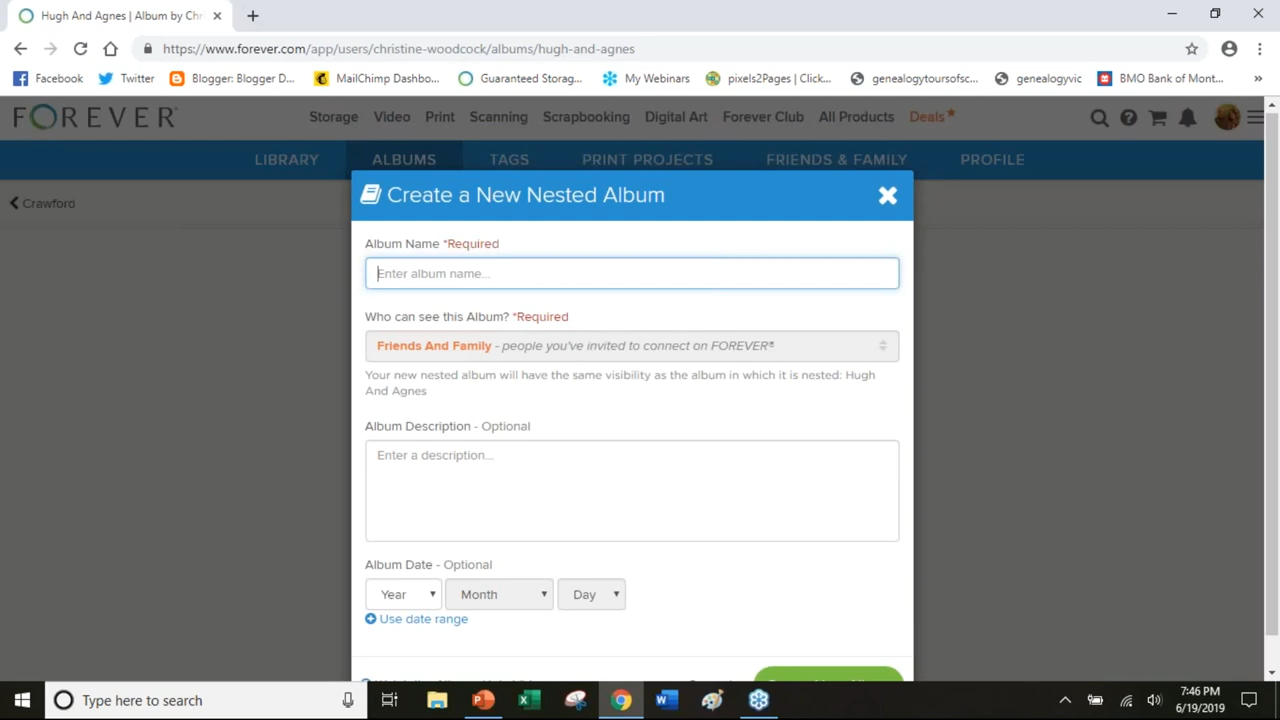 Hugh And Agnes | Album by Chri
https://www.forever.com/app/users/christine-woodcock/albums/hugh-and-agnes
Facebook Twitter Blogger: Blogger D... MailChimp Dashbo... Guaranteed Storag... My Webinars pixels2Pages | Click... genealogytoursofsc... genealogyvic BMO Bank of Mont... »
FOREVER Storage Video Print Scanning Scrapbooking Digital Art Forever Club All Products Deals*
LIBRARY ALBUMS TAGS PRINT PROJECTS FRIENDS & FAMILY PROFILE
Crawford
Create a New Nested Album
Album Name *Required
Enter album name...
Who can see this Album? *Required
Friends And Family - people you've invited to connect on FOREVER®
Your new nested album will have the same visibility as the album in which it is nested: Hugh
And Agnes
Album Description - Optional
Enter a description...
Album Date - Optional
Year Month Day
Use date range
Type here to search
7:46 PM
6/19/2019